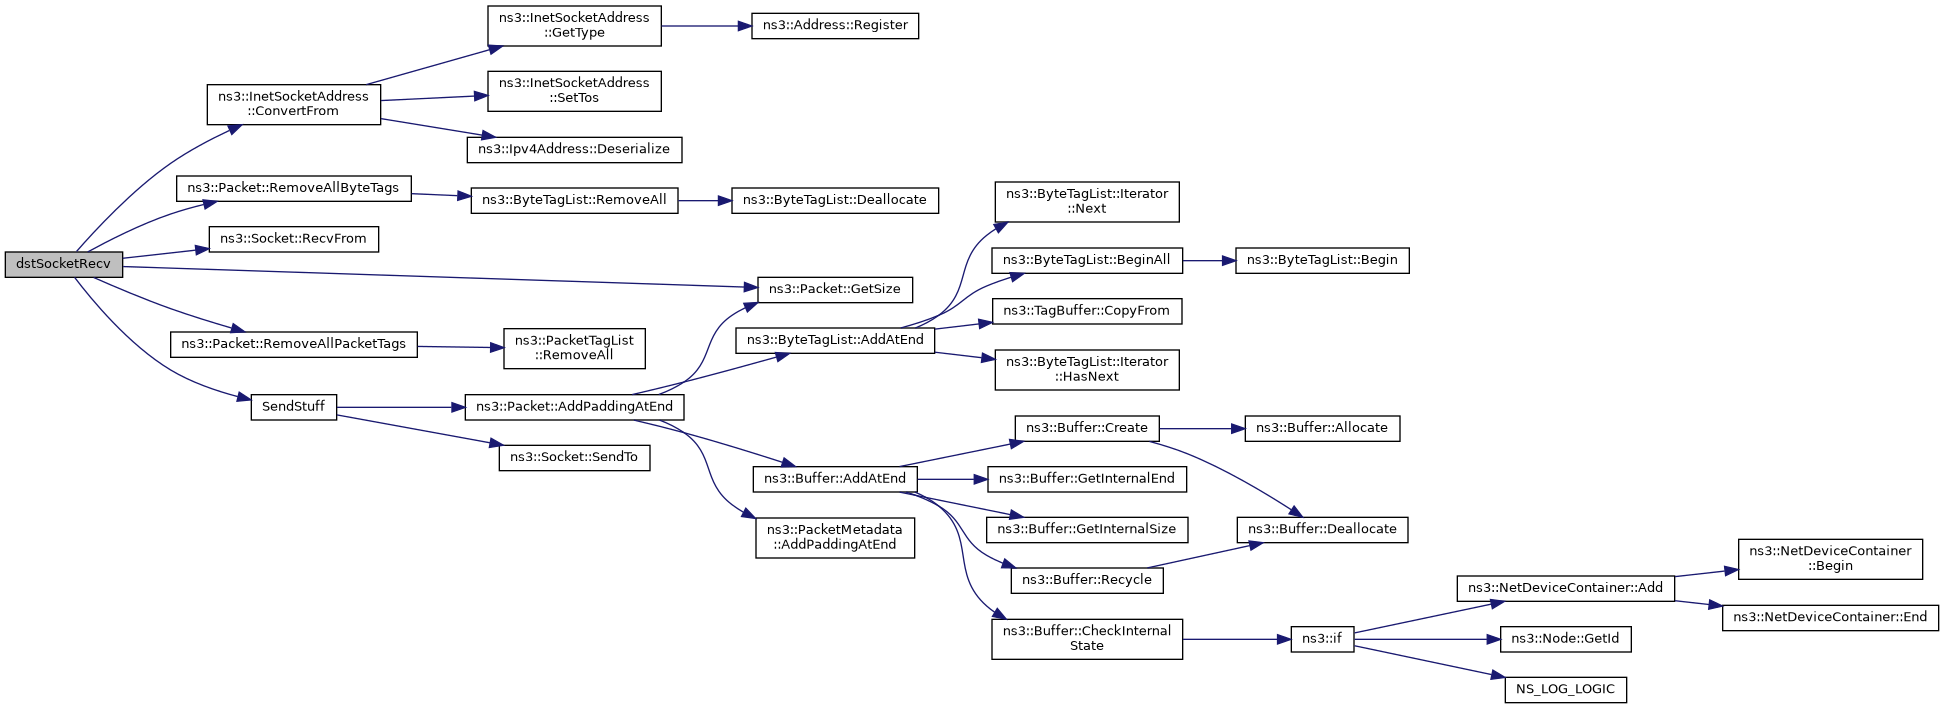 ns3::InetSocketAddress
::GetType
ns3::Address::Register
ns3::InetSocketAddress
::SetTos
ns3::InetSocketAddress
::ConvertFrom
ns3::Ipv4Address::Deserialize
ns3::Packet::RemoveAllByteTags
ns3::ByteTagList::RemoveAll
ns3::ByteTagList::Deallocate
ns3::ByteTagList::Iterator
::Next
ns3::Socket::RecvFrom
dstSocketRecv
ns3::ByteTagList::BeginAll
ns3::ByteTagList::Begin
ns3::Packet::GetSize
ns3::TagBuffer::CopyFrom
ns3::Packet::RemoveAllPacketTags
ns3::PacketTagList
::RemoveAll
ns3::ByteTagList::AddAtEnd
ns3::ByteTagList::Iterator
::HasNext
SendStuff
ns3::Packet::AddPaddingAtEnd
ns3::Buffer::Create
ns3::Buffer::Allocate
ns3::Socket::SendTo
ns3::Buffer::AddAtEnd
ns3::Buffer::GetInternalEnd
ns3::PacketMetadata
::AddPaddingAtEnd
ns3::Buffer::GetInternalSize
ns3::Buffer::Deallocate
ns3::Buffer::Recycle
ns3::NetDeviceContainer
::Begin
ns3::NetDeviceContainer::Add
ns3::NetDeviceContainer::End
ns3::Buffer::CheckInternal
State
ns3::if
ns3::Node::GetId
NS_LOG_LOGIC